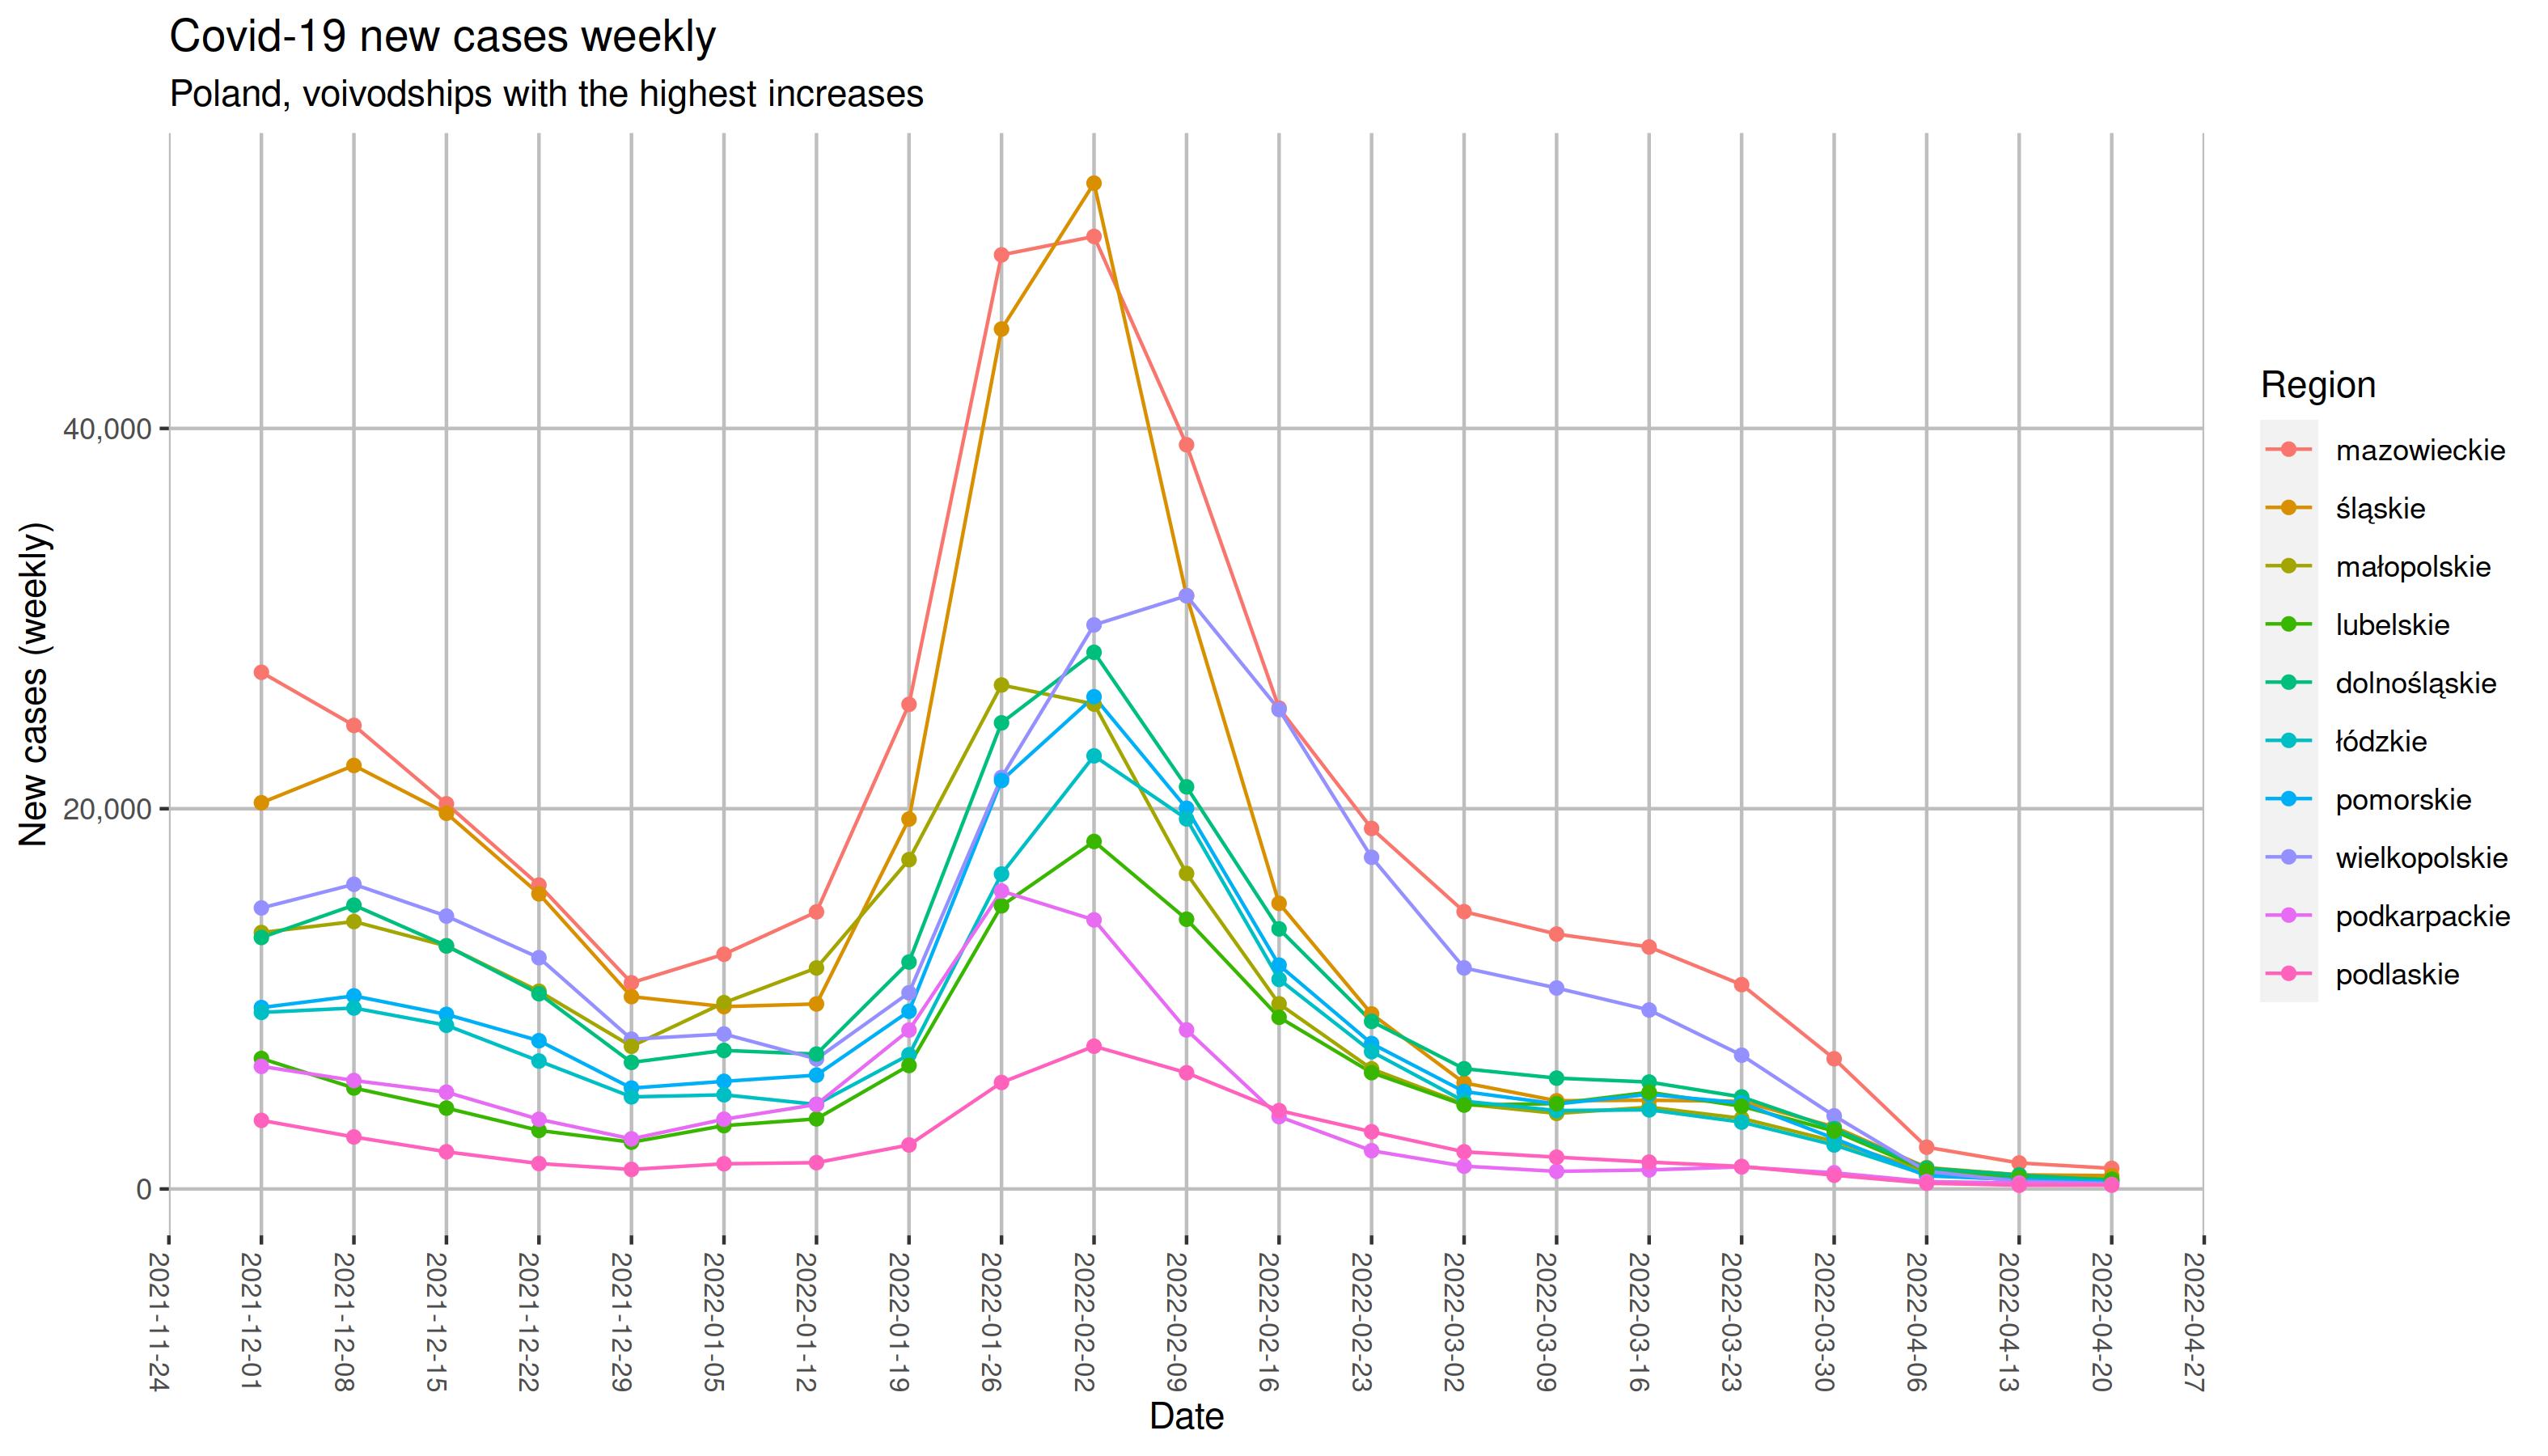 Covid-19 new cases weekly
Poland, voivodships with the highest increases
New cases (weekly)
40,000
20,000
0
2021-11-24
2021-12-01
2021-12-08
2021-12-15
2021-12-22
2021-12-29
2022-01-05
2022-01-12
2022-01-19
2022-01-26
2022-02-02
2022-02-09
2022-02-16
2022-02-23
2022-03-02
2022-03-09
2022-03-16
2022-03-23
2022-03-30
2022-04-06
2022-04-13
2022-04-20
2022-04-27
Date
Region
mazowieckie
śląskie
małopolskie
lubelskie
dolnośląskie
łódzkie
pomorskie
wielkopolskie
podkarpackie
podlaskie